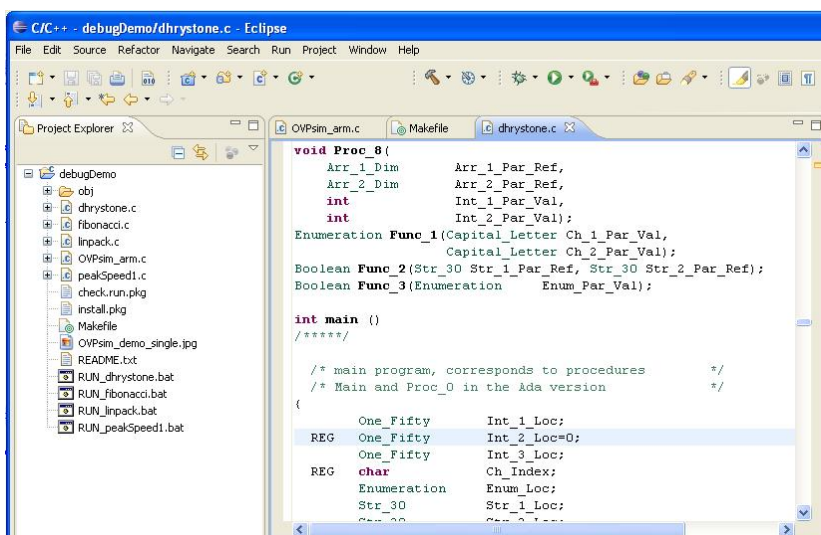 C/C++ - debugDemo/dhrystone.c - Eclipse
File Edit Source Refactor Navigate Search Run Project Window Help
Project Explorer
OVPsim_arm.c Makefile dhrystone.c
debugDemo
obj
dhrystone.c
fibonacci.c
linpack.c
OVPsim_arm.c
peakSpeed1.c
check.run.pkg
install.pkg
Makefile
OVPsim_demo_single.jpg
README.txt
RUN_dhrystone.bat
RUN_fibonacci.bat
RUN_linpack.bat
RUN_peakSpeed1.bat
void Proc_8(
Arr_1_Dim Arr_1_Par_Ref,
Arr_2_Dim Arr_2_Par_Ref,
int Int_1_Par_Val,
int Int_2_Par_Val);
Enumeration Func_1(Capital_Letter Ch_1_Par_Val,
Capital_Letter Ch_2_Par_Val);
Boolean Func_2(Str_30 Str_1_Par_Ref, Str_30 Str_2_Par_Ref);
Boolean Func_3(Enumeration Enum_Par_Val);
int main ()
/*****/
/* main program, corresponds to procedures */
/* Main and Proc_0 in the Ada version */
{
One_Fifty Int_1_Loc;
REG One_Fifty Int_2_Loc=0;
One_Fifty Int_3_Loc;
REG char Ch_Index;
Enumeration Enum_Loc;
Str_30 Str_1_Loc;